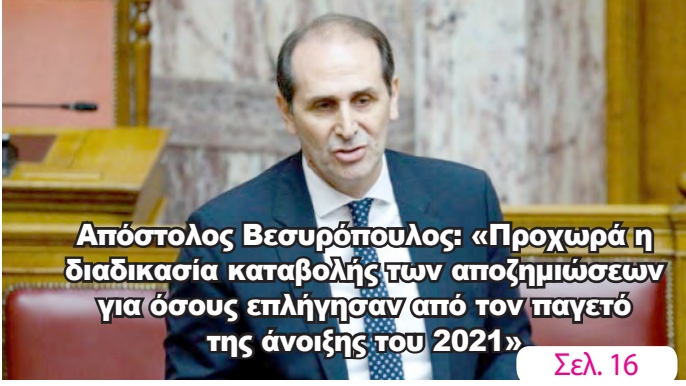 Απόστολος Βεσυρόπουλος: «Προχωρά η
διαδικασία καταβολής των αποζημιώσεων
για όσους επλήγησαν από τον παγετό
της άνοιξης του 2021»
Σελ. 16